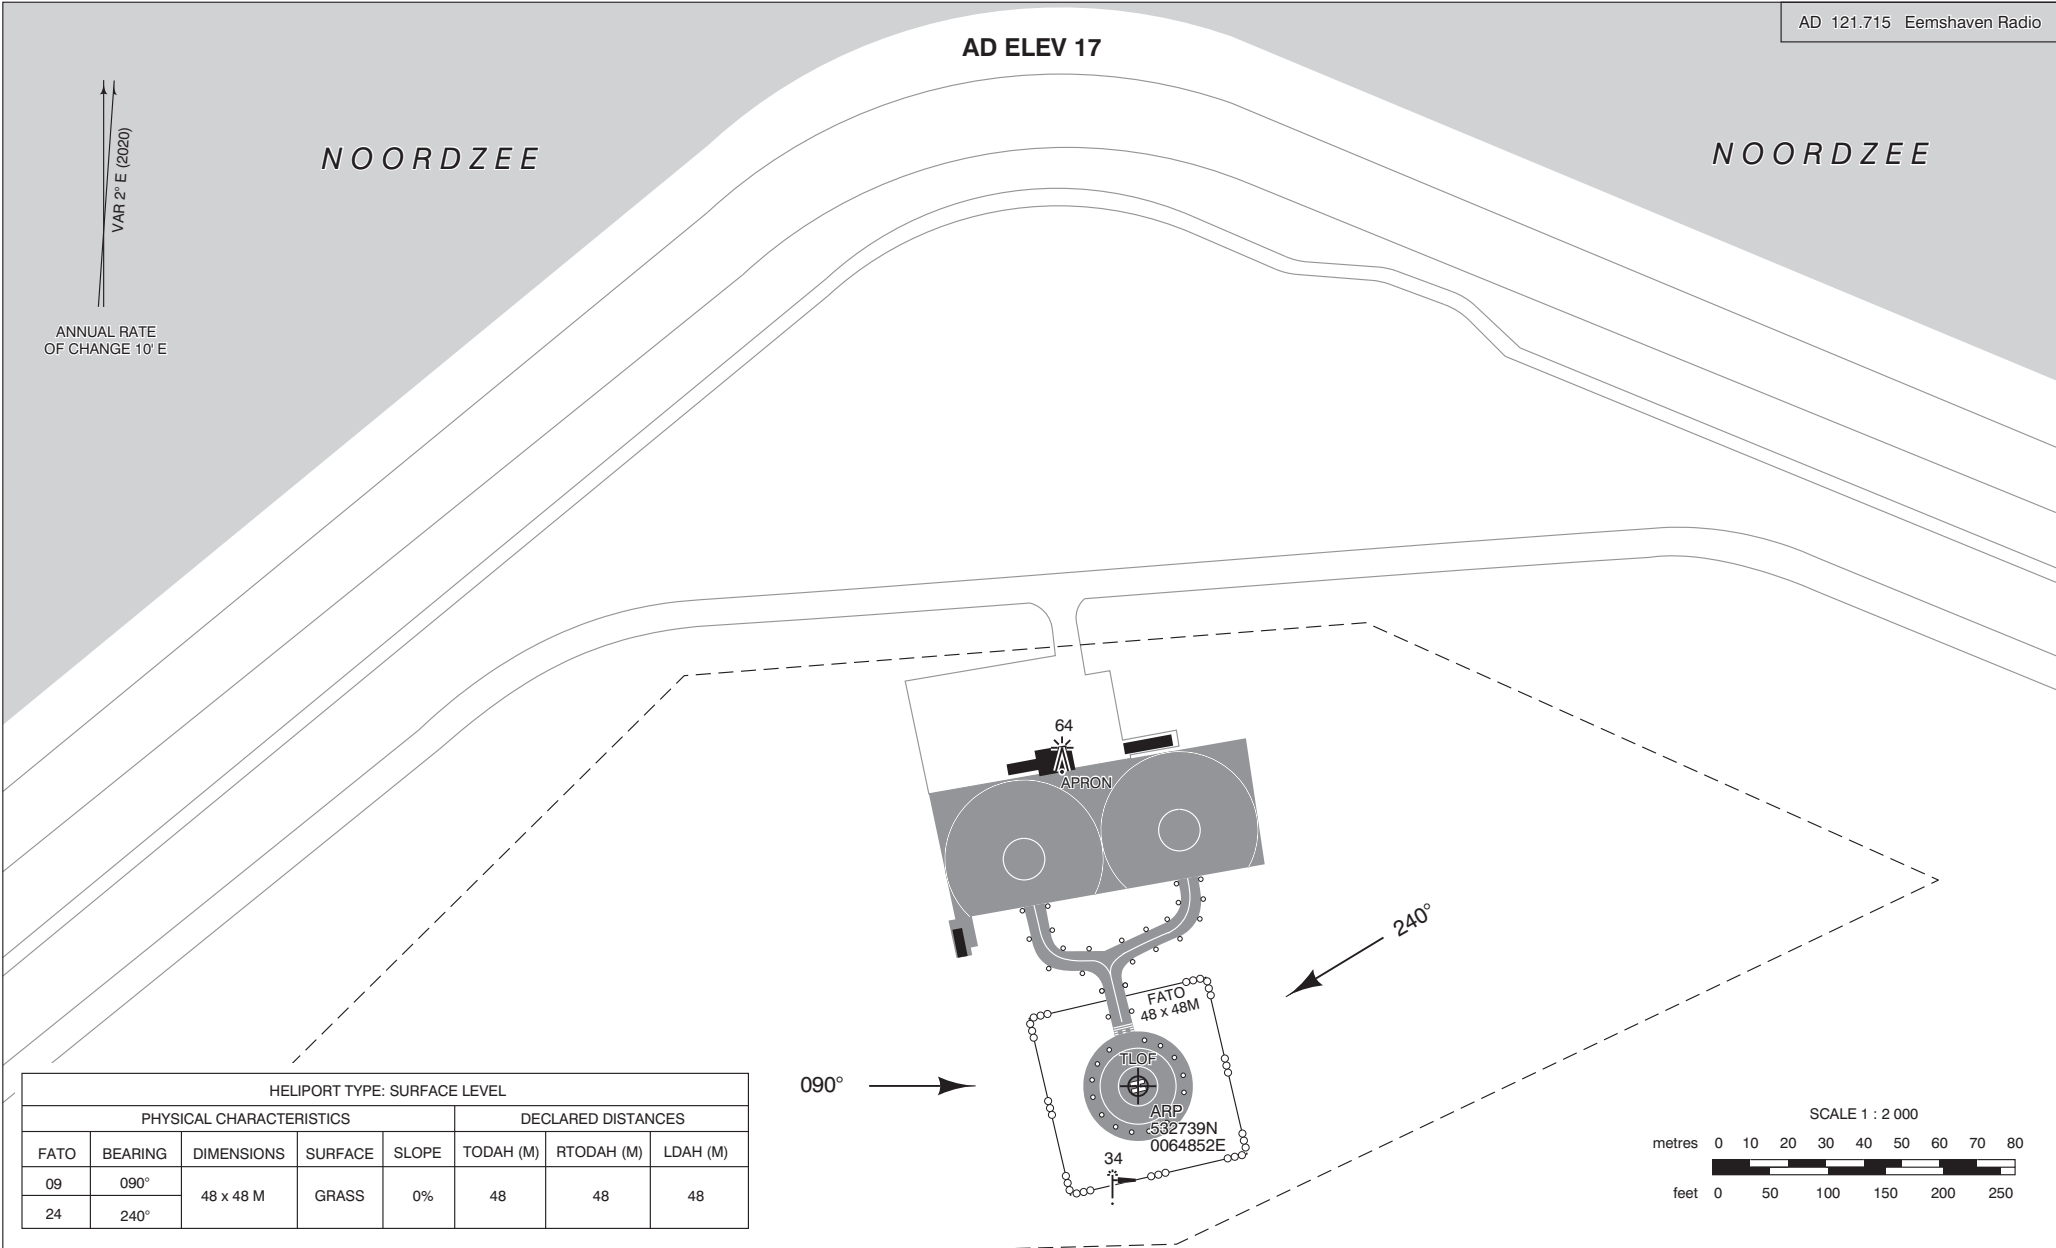 AD 121.715 Eemshaven Radio
AD ELEV 17
NOORDZEE
NOORDZEE
VAR 2° E (2020)
ANNUAL RATE
OF CHANGE 10' E
64
APRON
240°
FATO
48 x 48M
TLOF
090°
ARP
532739N
0064852E
34
HELIPORT TYPE: SURFACE LEVEL
PHYSICAL CHARACTERISTICS DECLARED DISTANCES
FATO BEARING DIMENSIONS SURFACE SLOPE TODAH (M) RTODAH (M) LDAH (M)
09 090° 48 x 48 M GRASS 0% 48 48 48
24 240°
SCALE 1 : 2 000
metres 0 10 20 30 40 50 60 70 80
feet 0 50 100 150 200 250